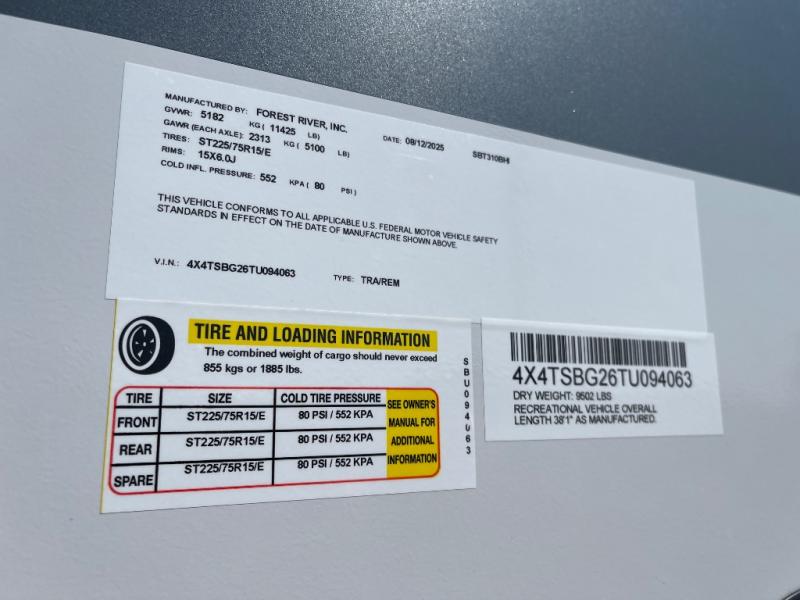 MANUFACTURED BY: FOREST RIVER, INC.
GVWR: 5182 KG ( 11425 LB)
DATE: 08/12/2025 SBT310BHI
GAWR (EACH AXLE): 2313 KG ( 5100 LB)
TIRES: ST225/75R15/E
RIMS: 15X6.0J
COLD INFL. PRESSURE: 552 KPA ( 80 PSI )
THIS VEHICLE CONFORMS TO ALL APPLICABLE U.S. FEDERAL MOTOR VEHICLE SAFETY
STANDARDS IN EFFECT ON THE DATE OF MANUFACTURE SHOWN ABOVE.
V.I.N.: 4X4TSBG26TU094063 TYPE: TRA/REM
TIRE AND LOADING INFORMATION
The combined weight of cargo should never exceed
855 kgs or 1885 lbs.
TIRE SIZE COLD TIRE PRESSURE
FRONT ST225/75R15/E 80 PSI / 552 KPA
REAR ST225/75R15/E 80 PSI / 552 KPA
SPARE ST225/75R15/E 80 PSI / 552 KPA
SEE OWNER'S
MANUAL FOR
ADDITIONAL
INFORMATION
SBU094063
4X4TSBG26TU094063
DRY WEIGHT: 9502 LBS
RECREATIONAL VEHICLE OVERALL
LENGTH 38'1" AS MANUFACTURED.